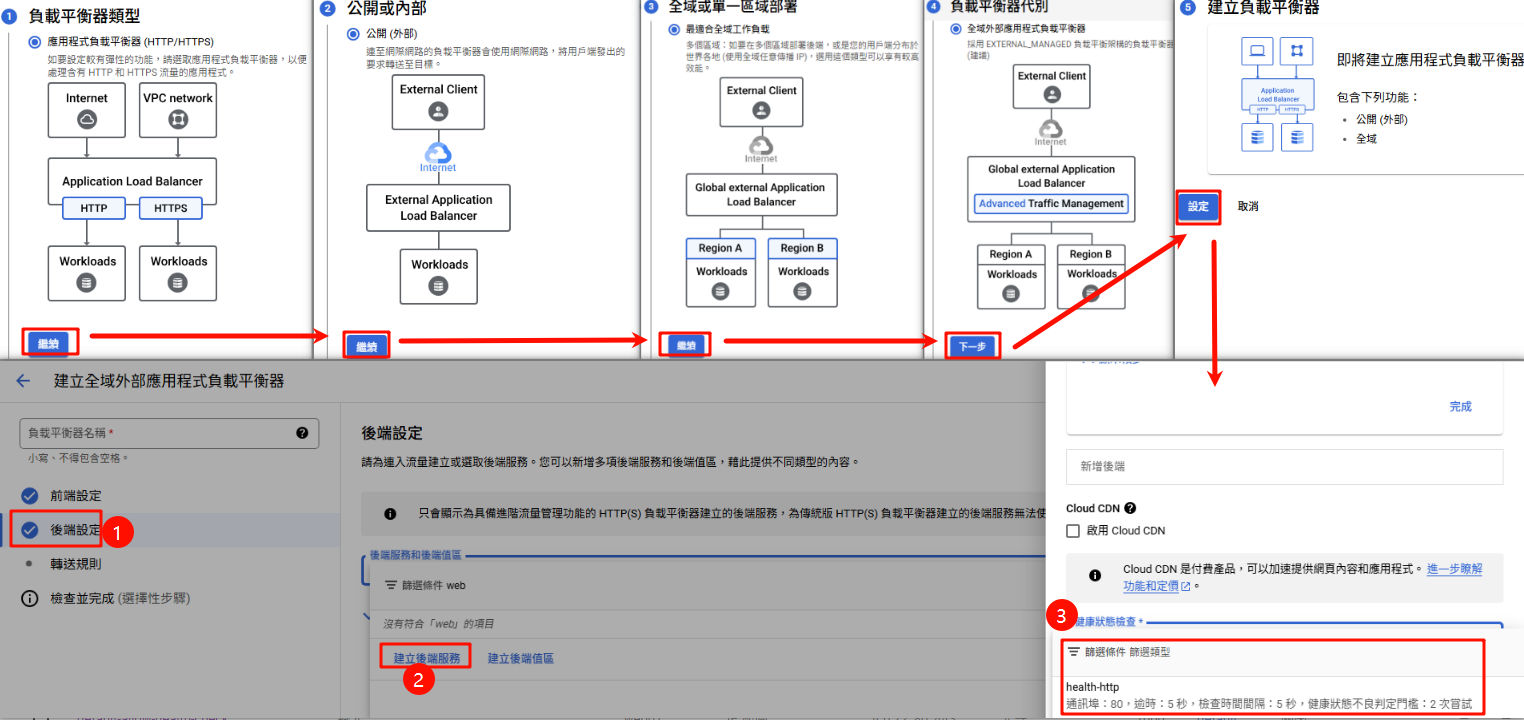 1 負載平衡器類型
應用程式負載平衡器 (HTTP/HTTPS)
如要設定較有彈性的功能，請選取應用程式負載平衡器，以便
處理含有 HTTP 和 HTTPS 流量的應用程式。
Internet
VPC network
Application Load Balancer
HTTP
HTTPS
Workloads
Workloads
繼續
2 公開或內部
公開 (外部)
連至網際網路的負載平衡器會使用網際網路，將用戶端發出的
要求轉送至目標。
External Client
Internet
External Application
Load Balancer
Workloads
繼續
3 全域或單一區域部署
最適合全域工作負載
多個區域：如要在多個區域部署後端，或是您的用戶端分布於
世界各地 (使用全域任意傳播 IP)，選用這個類型可以享有較高
效能。
External Client
Internet
Global external Application
Load Balancer
Region A
Region B
Workloads
Workloads
繼續
4 負載平衡器代別
全域外部應用程式負載平衡器
採用 EXTERNAL_MANAGED 負載平衡架構的負載平衡器
(建議)
External Client
Internet
Global external Application
Load Balancer
Advanced Traffic Management
Region A
Region B
Workloads
Workloads
下一步
5 建立負載平衡器
Application
Load Balancer
HTTP
HTTPS
即將建立應用程式負載平衡器
包含下列功能：
• 公開 (外部)
• 全域
設定
取消
← 建立全域外部應用程式負載平衡器
負載平衡器名稱 *
小寫、不得包含空格。
前端設定
後端設定
1
轉送規則
檢查並完成 (選擇性步驟)
後端設定
請為連入流量建立或選取後端服務。您可以新增多項後端服務和後端值區，藉此提供不同類型的內容。
只會顯示為具備進階流量管理功能的 HTTP(S) 負載平衡器建立的後端服務，為傳統版 HTTP(S) 負載平衡器建立的後端服務無法使
後端服務和後端值區
篩選條件 web
沒有符合「web」的項目
建立後端服務
建立後端值區
2
完成
新增後端
Cloud CDN
啟用 Cloud CDN
Cloud CDN 是付費產品，可以加速提供網頁內容和應用程式。 進一步瞭解
功能和定價。
3
健康狀態檢查 *
篩選條件 篩選類型
health-http
通訊埠：80，逾時：5 秒，檢查時間間隔：5 秒，健康狀態不良判定門檻：2 次嘗試